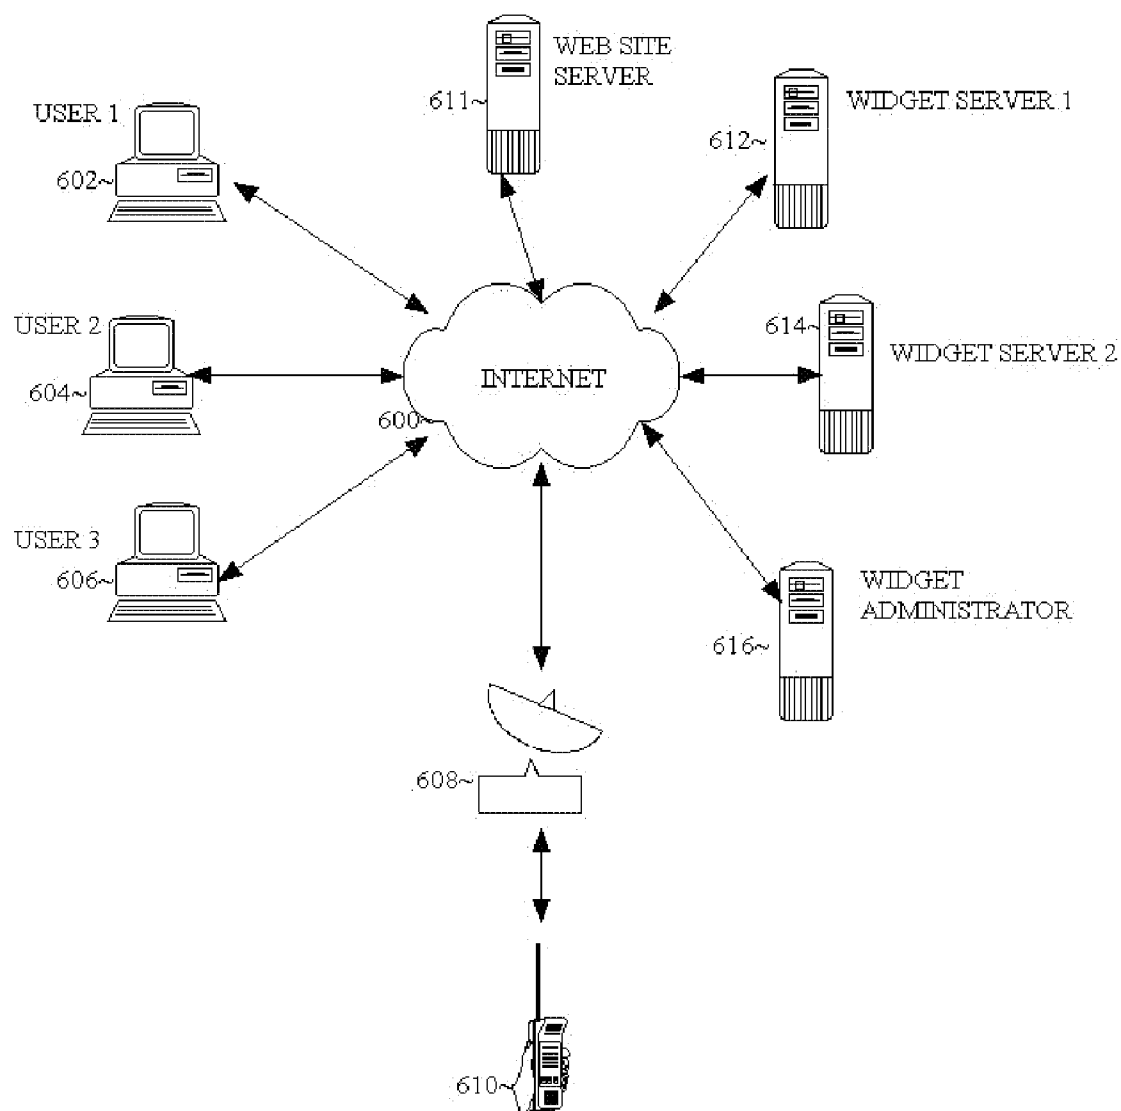 WEB SITE
SERVER
611~
USER 1
602~
WIDGET SERVER 1
612~
USER 2
604~
INTERNET
600~
614~
WIDGET SERVER 2
USER 3
606~
WIDGET
ADMINISTRATOR
616~
608~
610~